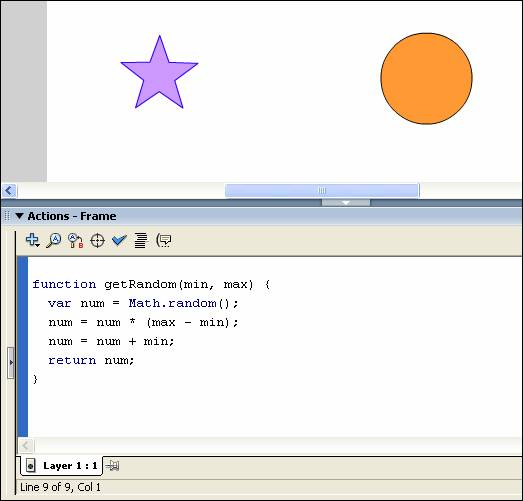 Actions - Frame
function getRandom(min, max) {
var num = Math.random();
num = num * (max - min);
num = num + min;
return num;
}
Layer 1 : 1
Line 9 of 9, Col 1